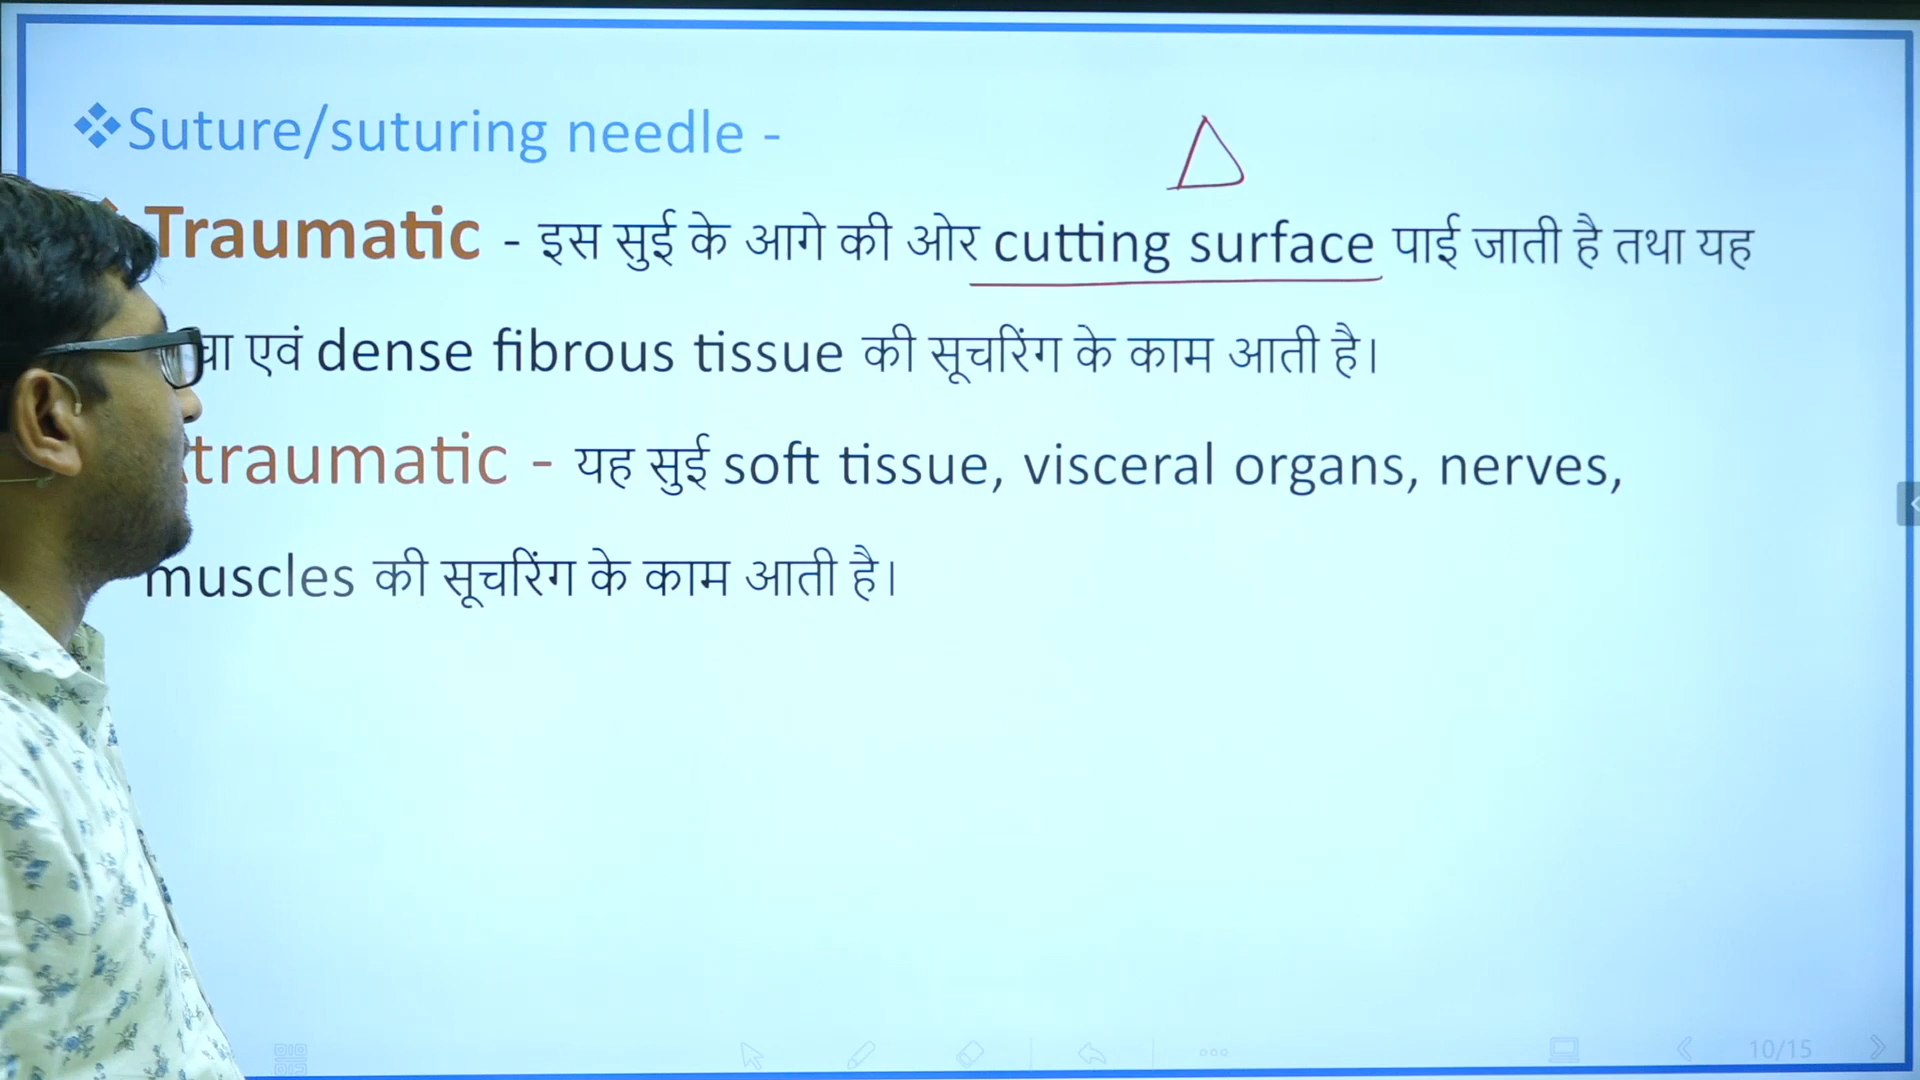 ❖Suture/suturing needle -
Traumatic - इस सुई के आगे की ओर cutting surface पाई जाती है तथा यह
एवं dense fibrous tissue की सूचरिंग के काम आती है।
traumatic - यह सुई soft tissue, visceral organs, nerves,
muscles की सूचरिंग के काम आती है।
10/15